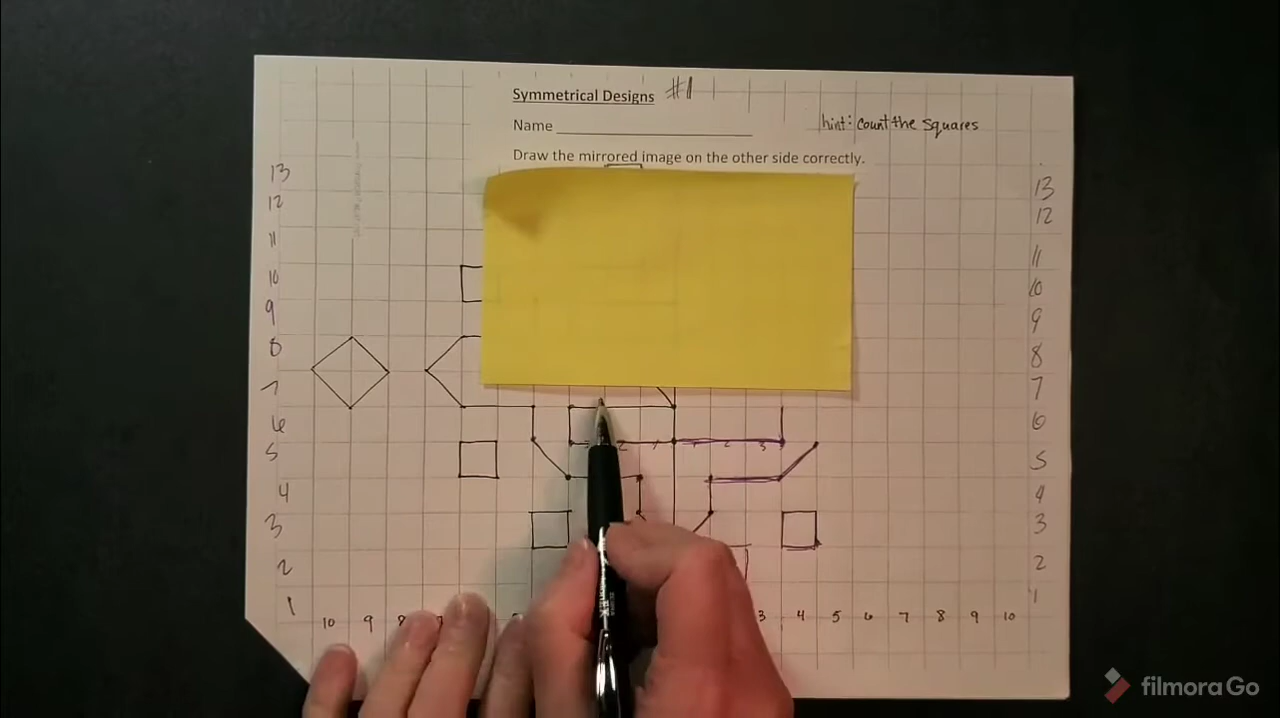 Symmetrical Designs #1
Name
hint: count the squares
Draw the mirrored image on the other side correctly.
13 13
12 12
11 11
10 10
9 9
8 8
7 7
6 6
5 5
4 4
3 3
2 2
1 1
10 9 8 3 4 5 6 7 8 9 10
filmora Go